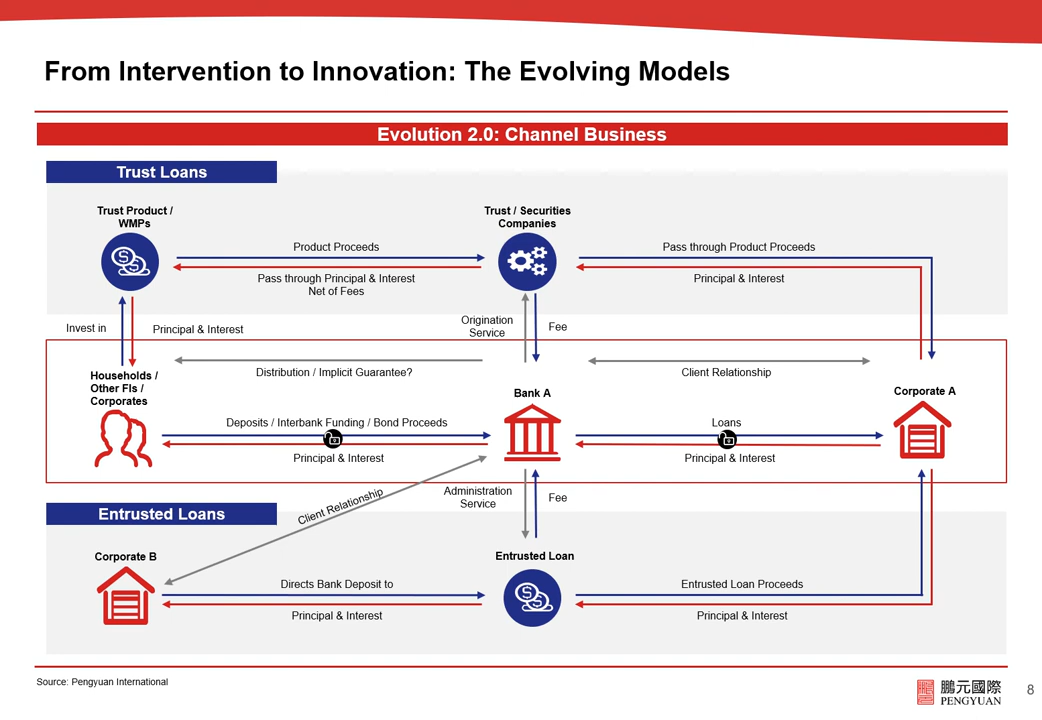 From Intervention to Innovation: The Evolving Models
Evolution 2.0: Channel Business
Trust Loans
Trust Product /
WMPs
Trust / Securities
Companies
Product Proceeds
Pass through Product Proceeds
Pass through Principal & Interest
Net of Fees
Principal & Interest
Invest in
Principal & Interest
Origination
Service
Fee
Households /
Other FIs /
Corporates
Distribution / Implicit Guarantee?
Client Relationship
Bank A
Corporate A
Deposits / Interbank Funding / Bond Proceeds
Loans
Principal & Interest
Principal & Interest
Client Relationship
Administration
Service
Fee
Entrusted Loans
Corporate B
Entrusted Loan
Directs Bank Deposit to
Entrusted Loan Proceeds
Principal & Interest
Principal & Interest
Source: Pengyuan International
鵬元國際
PENGYUAN
8